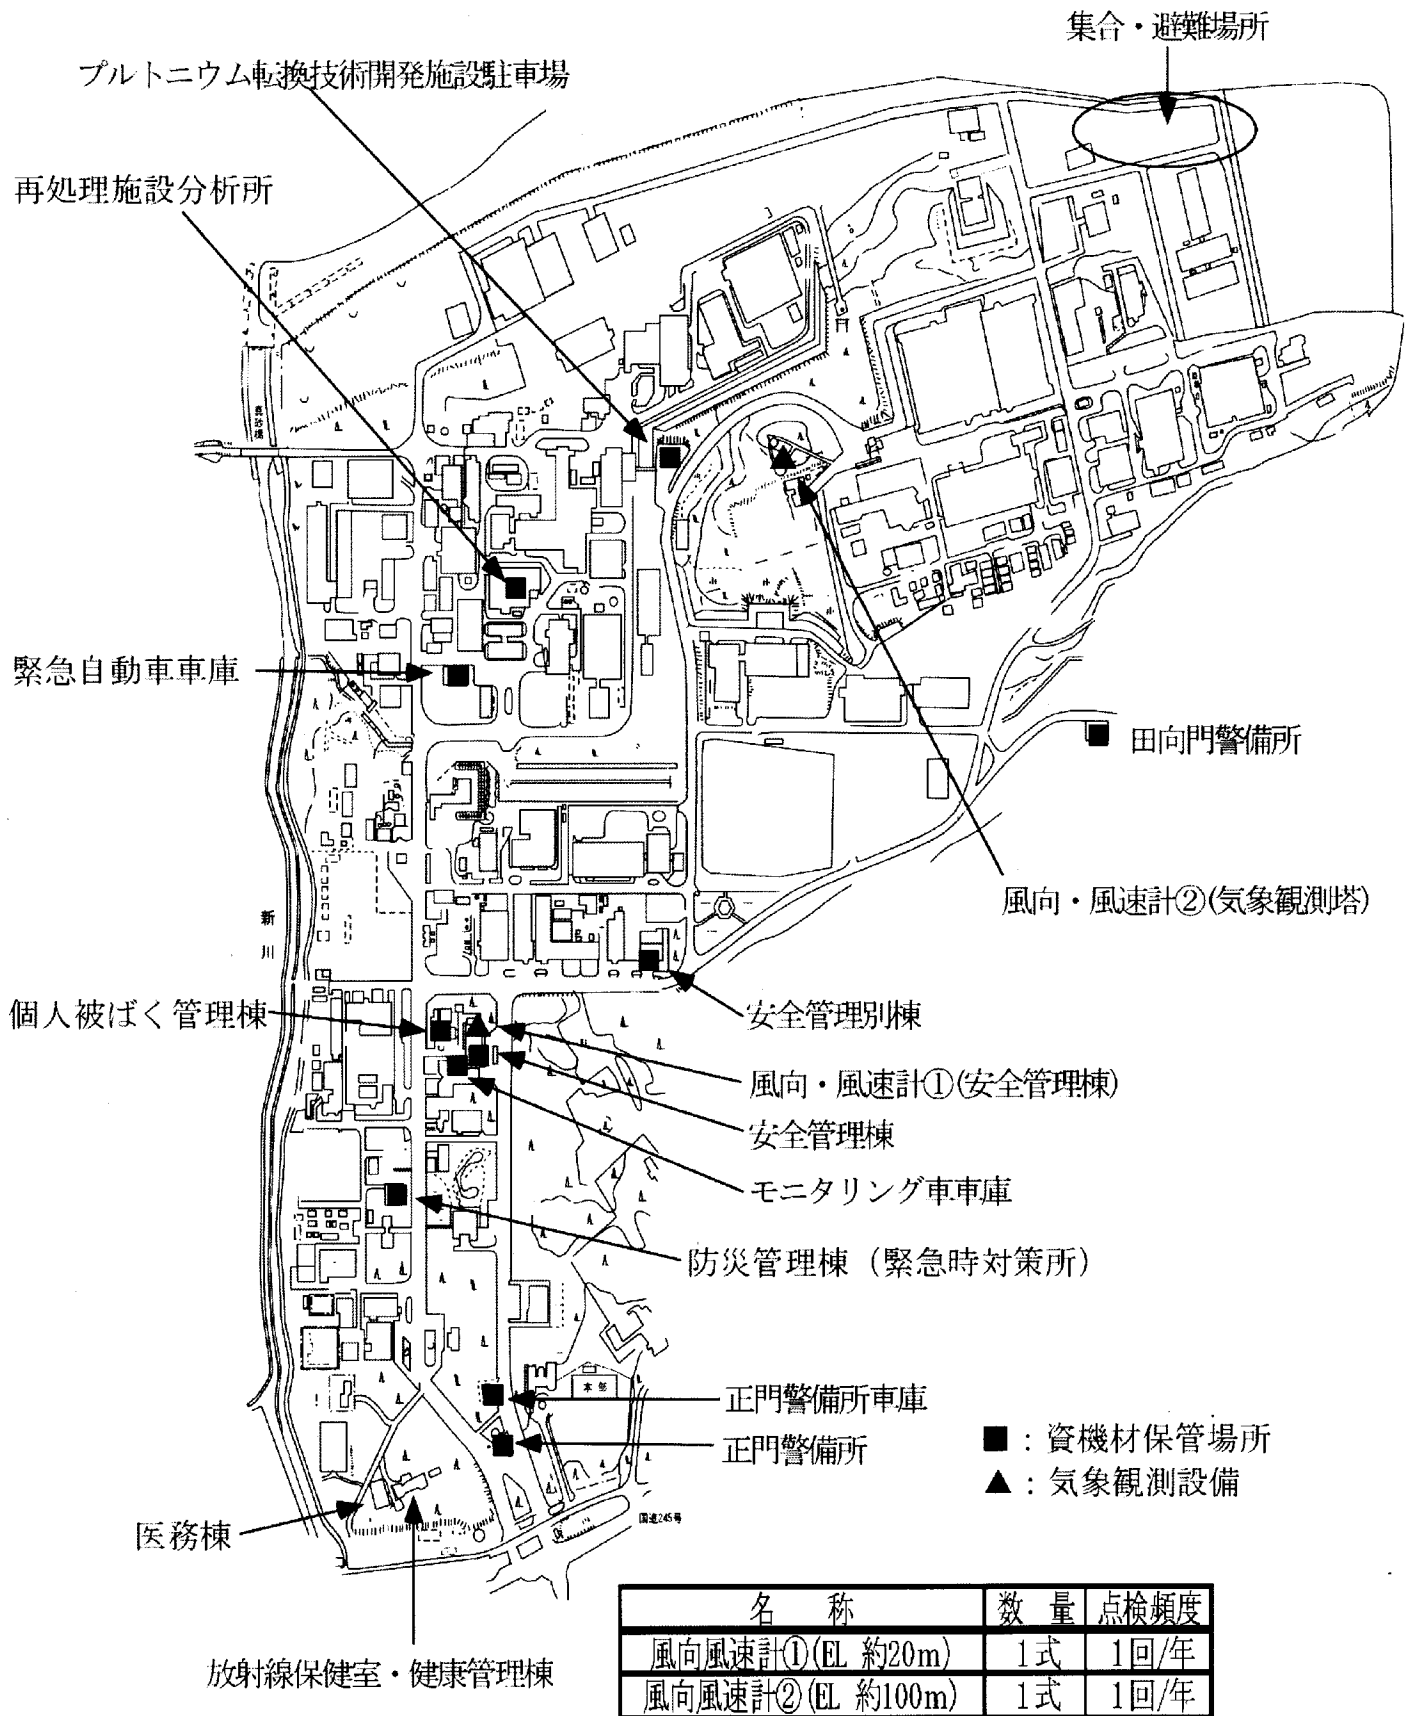 集合・避難場所
プルトニウム転換技術開発施設駐車場
再処理施設分析所
緊急自動車車庫
田向門警備所
風向・風速計②(気象観測塔)
新川
個人被ばく管理棟
安全管理別棟
風向・風速計①(安全管理棟)
安全管理棟
モニタリング車車庫
防災管理棟（緊急時対策所）
本部
正門警備所車庫
正門警備所
■：資機材保管場所
▲：気象観測設備
国道245号
医務棟
放射線保健室・健康管理棟
名 称 数 量 点検頻度
風向風速計①(EL 約20m) 1式 1回/年
風向風速計②(EL 約100m) 1式 1回/年